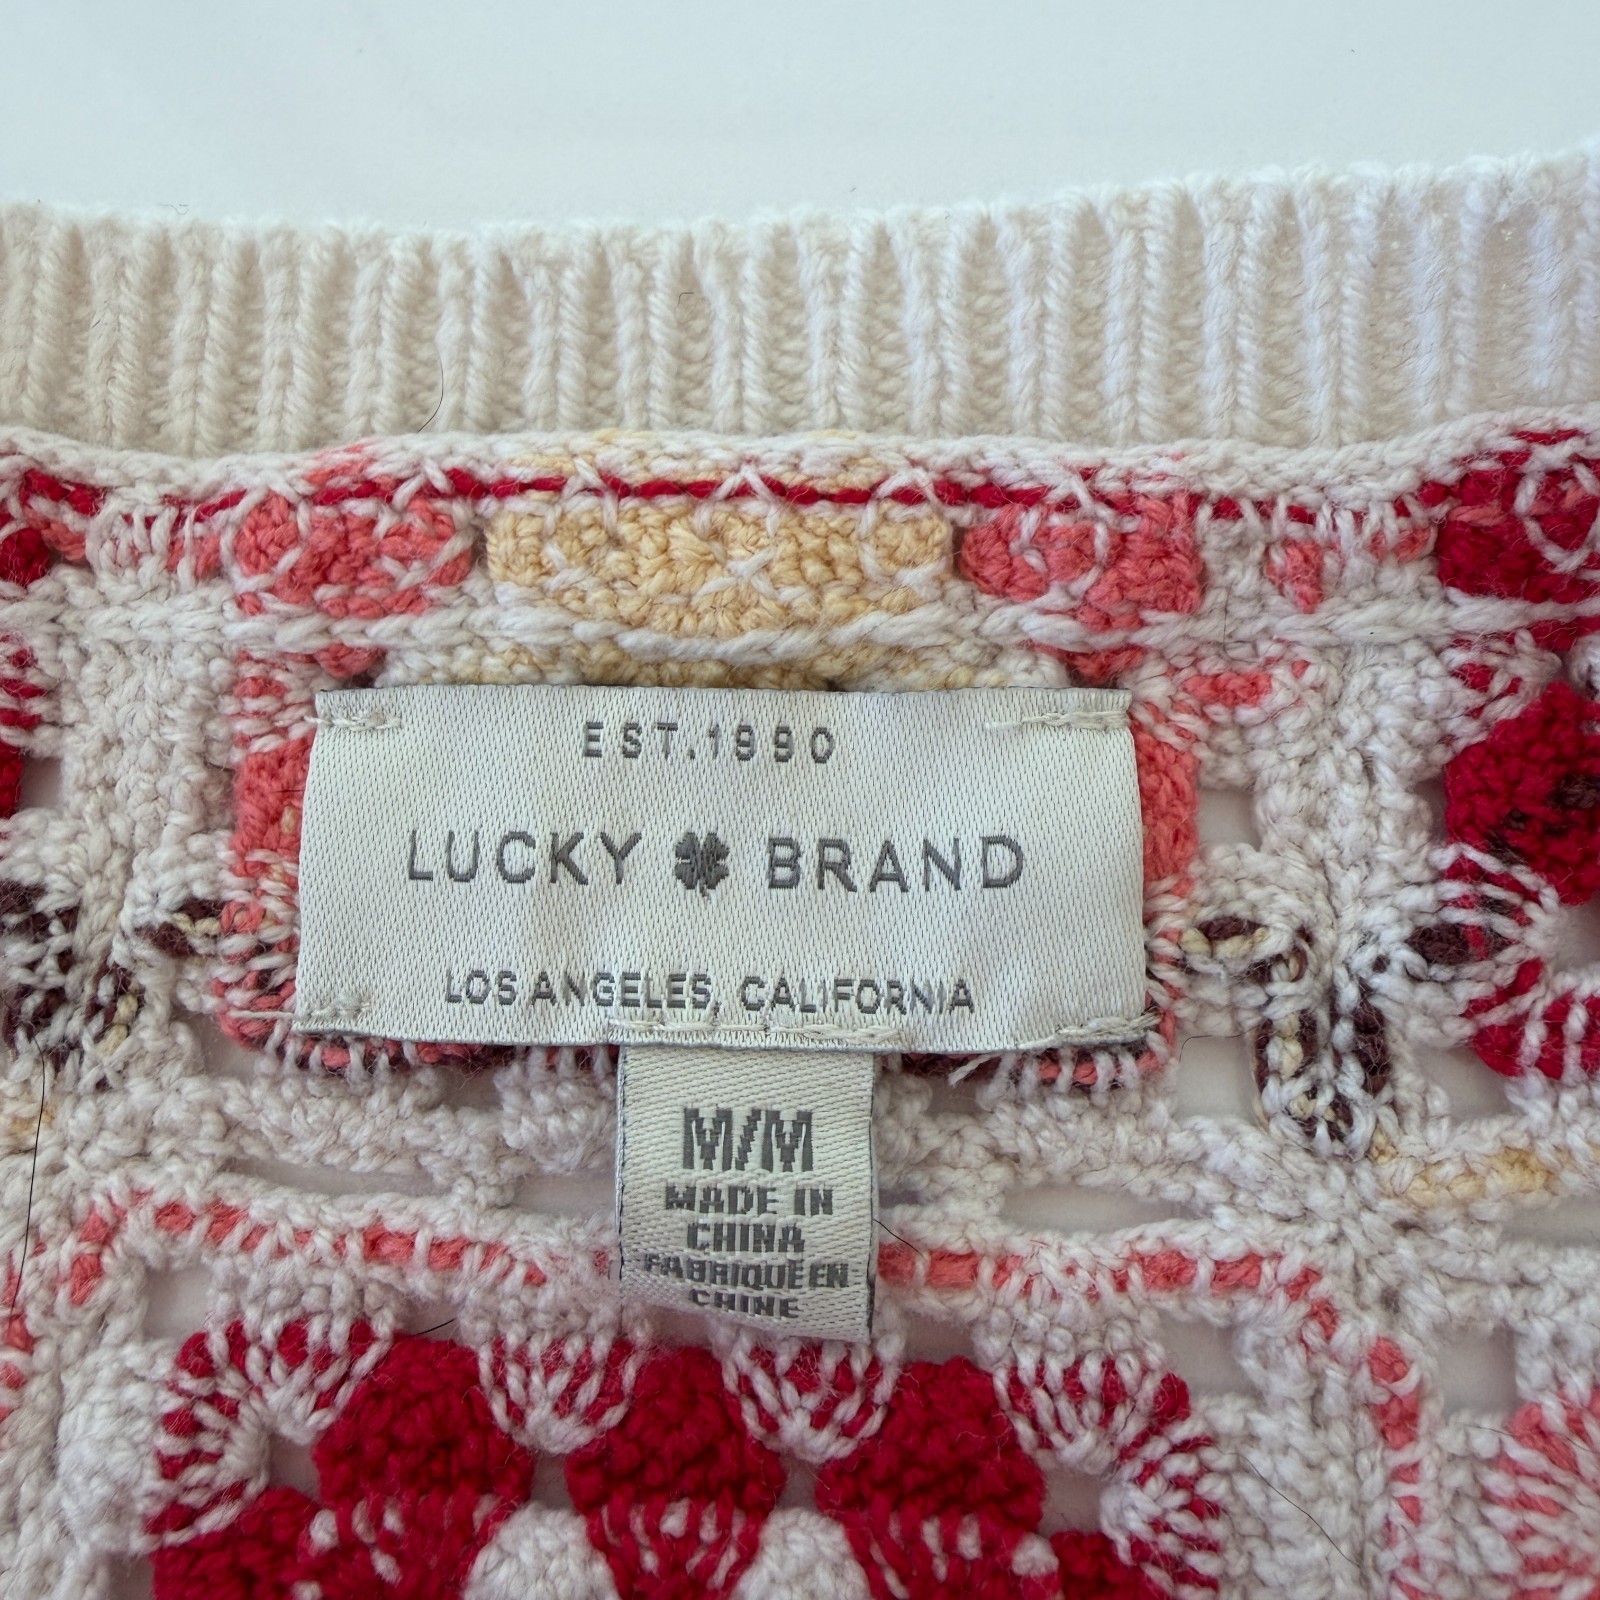 EST.1990
LUCKY BRAND
LOS ANGELES, CALIFORNIA
M/M
MADE IN
CHINA
FABRIQUÉ EN
CHINE